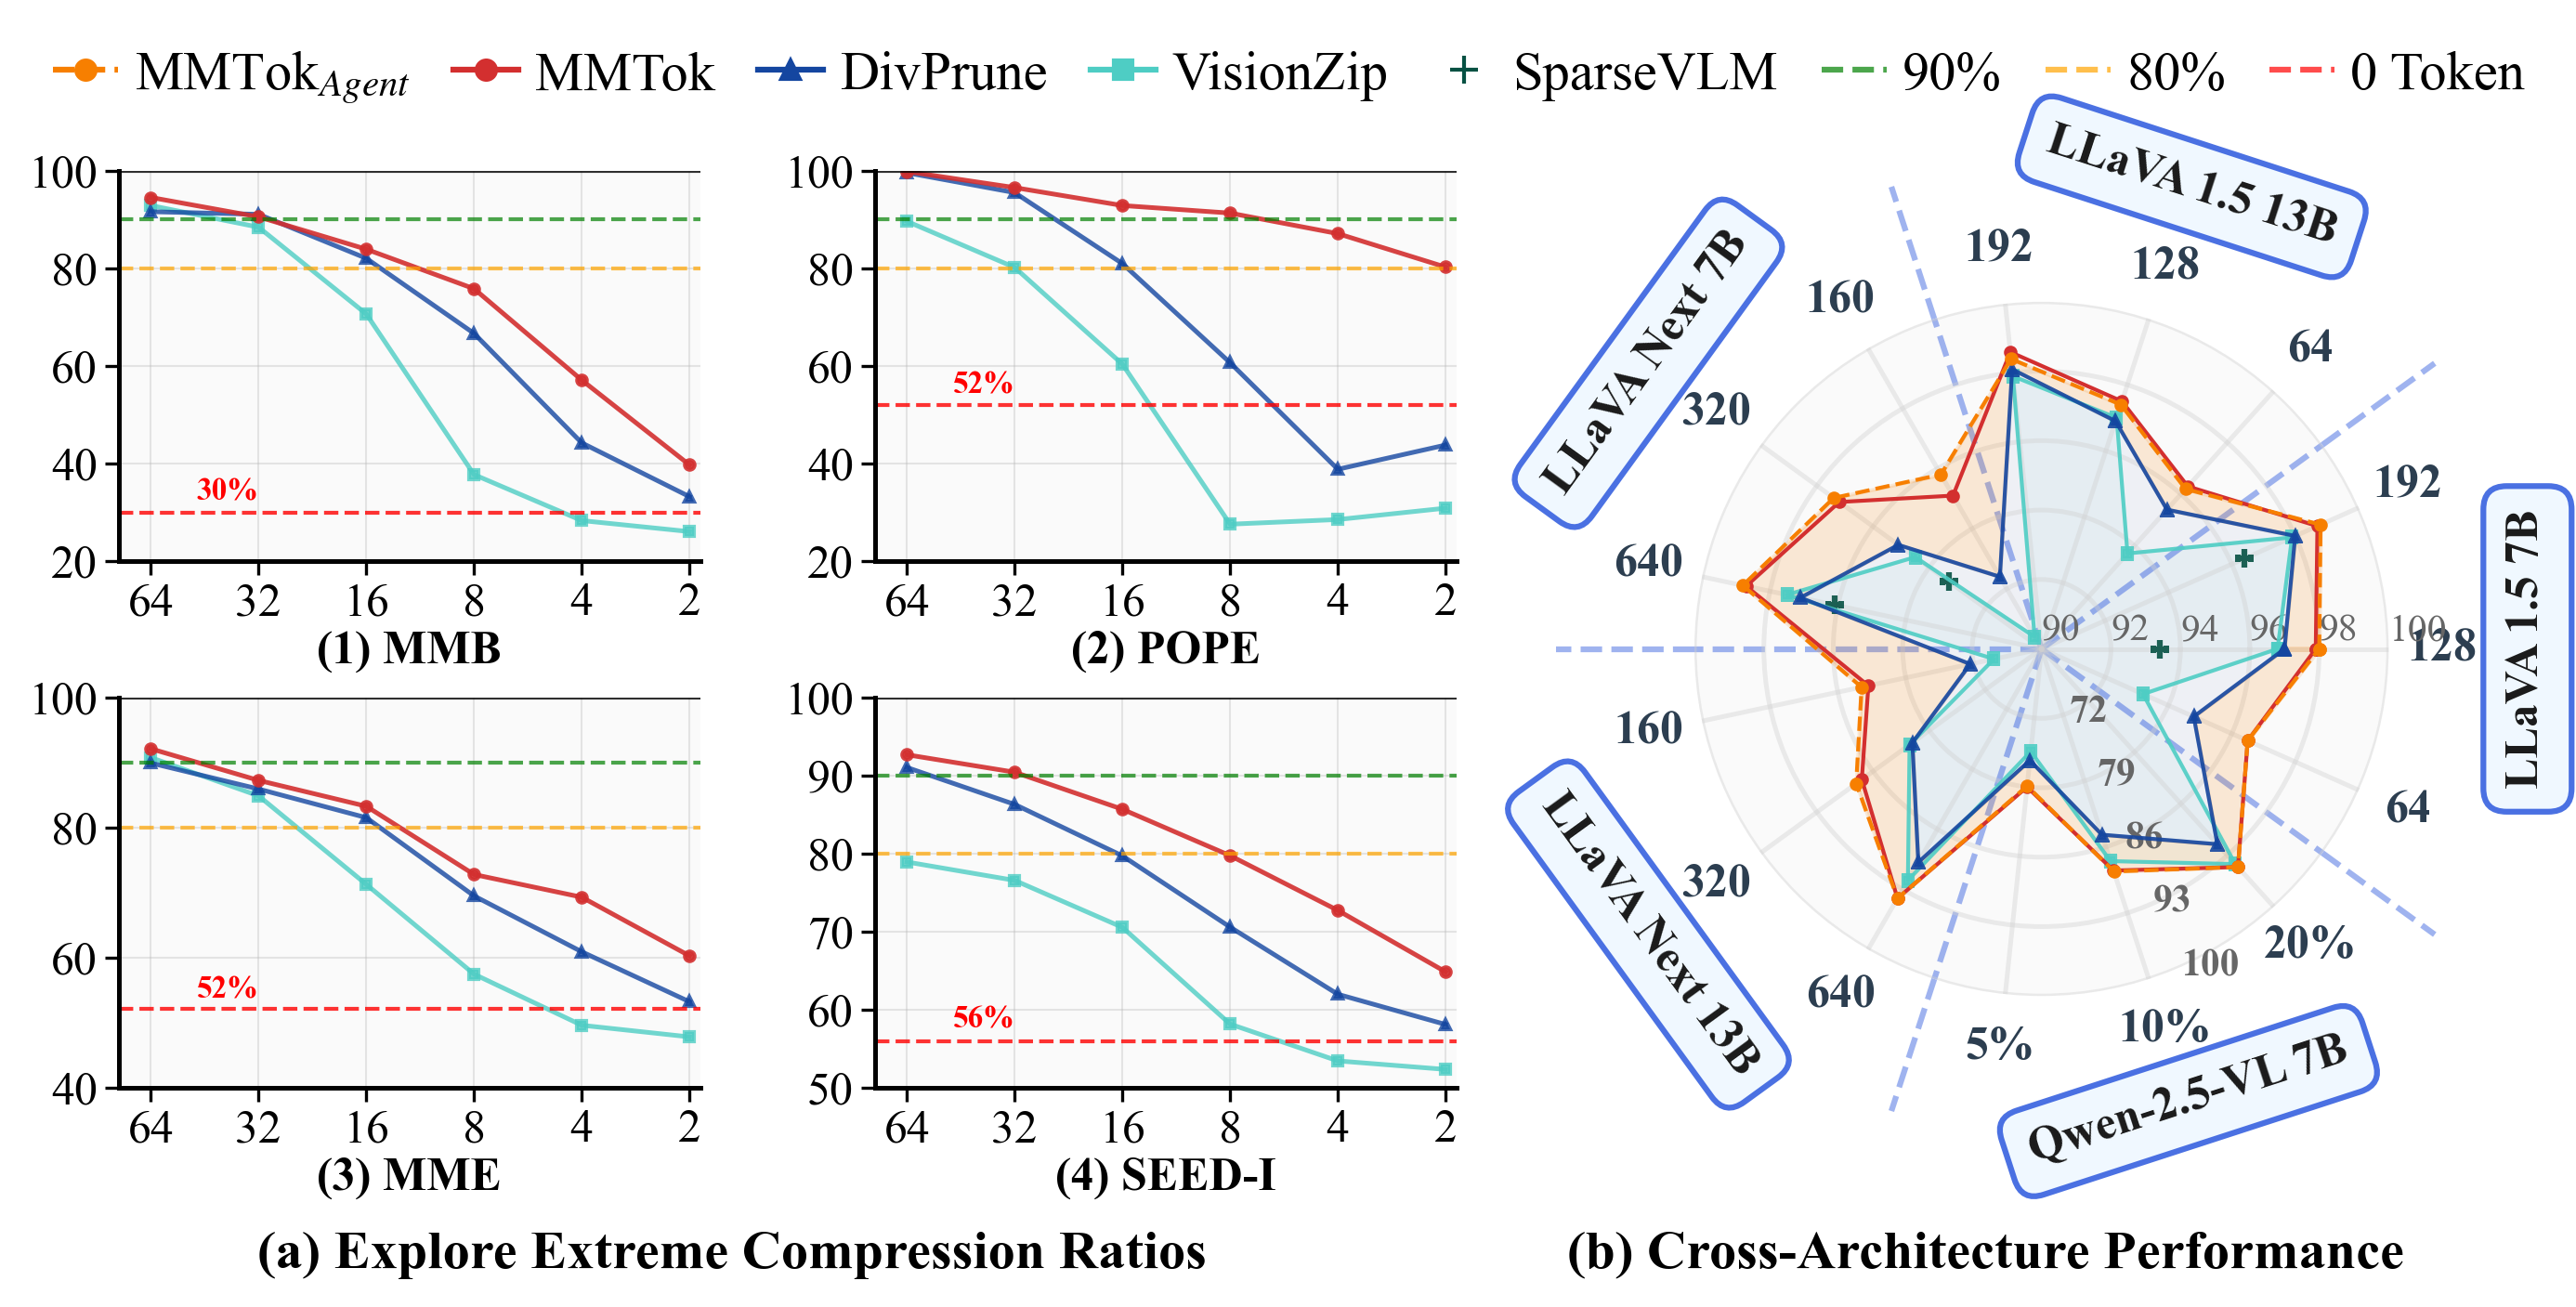 MMTok_Agent MMTok DivPrune VisionZip SparseVLM 90% 80% 0 Token
100
80
60
40
20
30%
64 32 16 8 4 2
(1) MMB
100
80
60
40
20
52%
64 32 16 8 4 2
(2) POPE
100
80
60
40
52%
64 32 16 8 4 2
(3) MME
100
90
80
70
60
50
56%
64 32 16 8 4 2
(4) SEED-I
(a) Explore Extreme Compression Ratios
LLaVA 1.5 13B
192
128
64
LLaVA Next 7B
160
320
640
LLaVA 1.5 7B
192
128
64
90 92 94 96 98 100
72
79
86
93
100
LLaVA Next 13B
160
320
640
Qwen-2.5-VL 7B
5%
10%
20%
(b) Cross-Architecture Performance